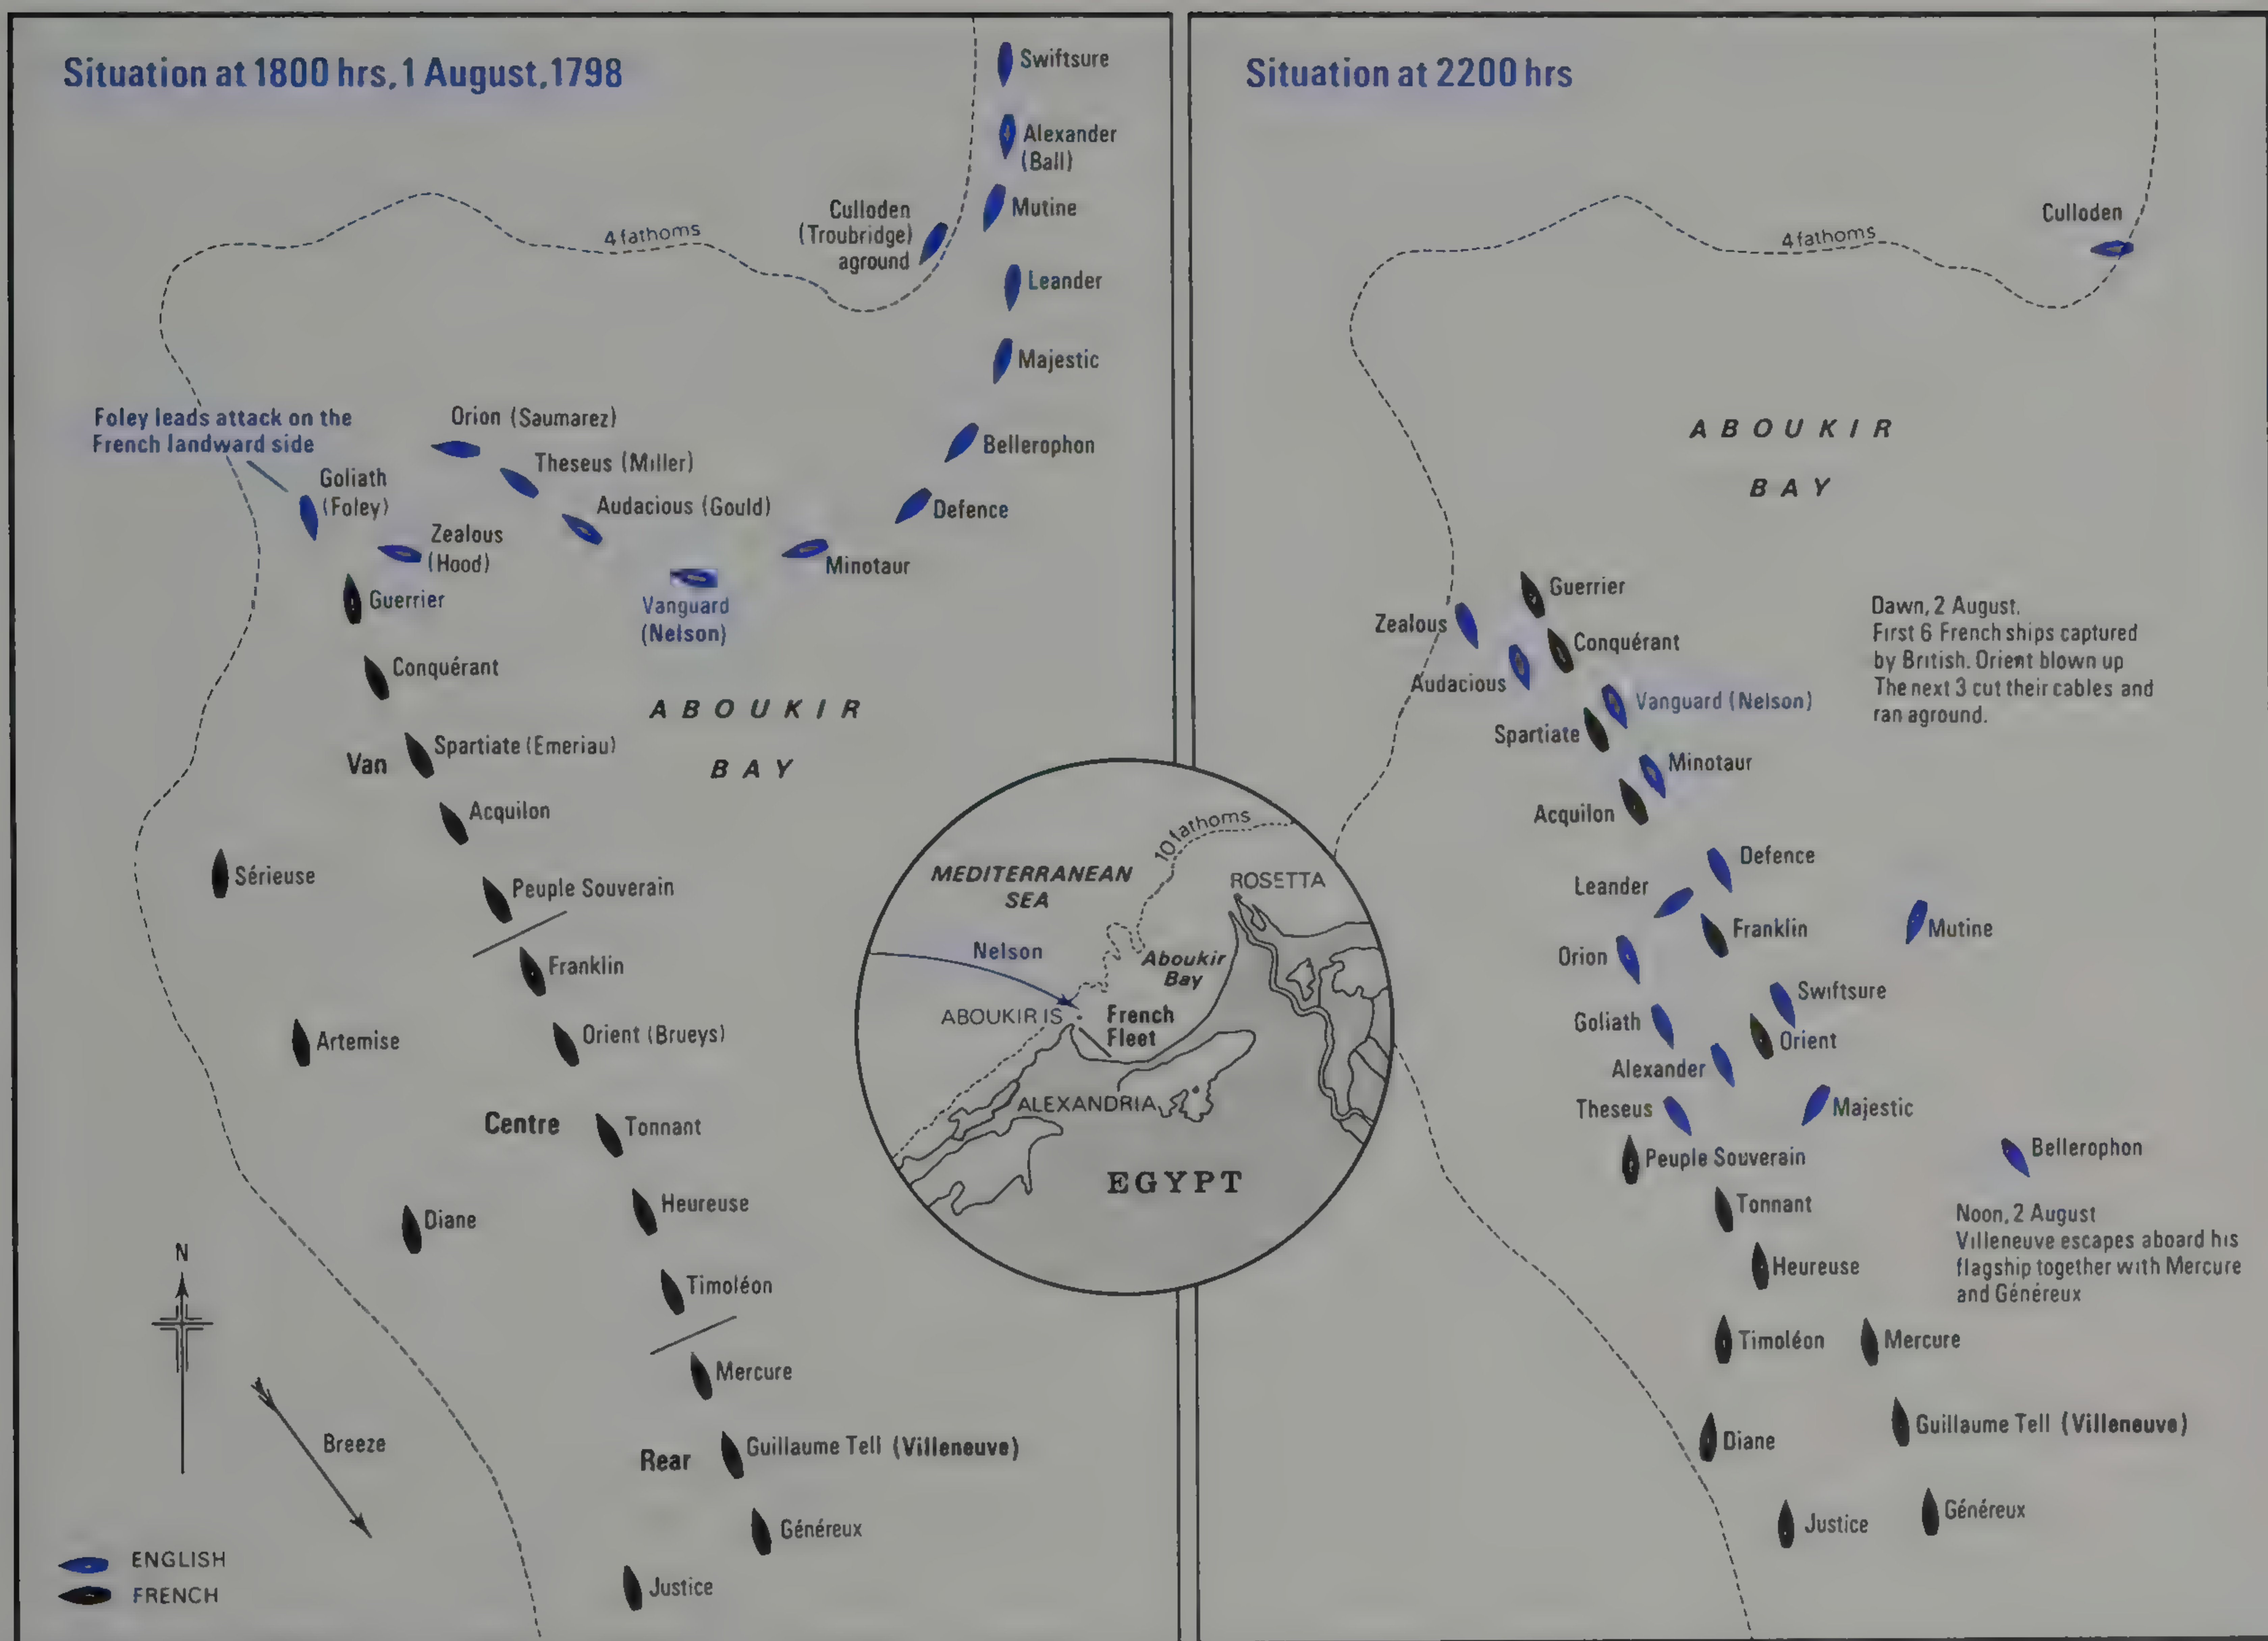 Situation at 1800 hrs, 1 August, 1798
Swiftsure
Alexander
(Ball)
Mutine
Culloden
(Troubridge)
aground
4 fathoms
Leander
Majestic
Foley leads attack on the
French landward side
Orion (Saumarez)
Bellerophon
Theseus (Miller)
Goliath
(Foley)
Audacious (Gould)
Defence
Zealous
(Hood)
Minotaur
Guerrier
Vanguard
(Nelson)
Conquérant
ABOUKIR
BAY
Van
Spartiate (Emeriau)
Acquilon
Sérieuse
Peuple Souverain
Franklin
Artemise
Orient (Brueys)
Centre
Tonnant
Diane
Heureuse
N
Timoléon
Mercure
Breeze
Rear
Guillaume Tell (Villeneuve)
Généreux
Justice
ENGLISH
FRENCH
10 fathoms
MEDITERRANEAN
SEA
ROSETTA
Nelson
Aboukir
Bay
ABOUKIR IS
French
Fleet
ALEXANDRIA
EGYPT
Situation at 2200 hrs
Culloden
4 fathoms
ABOUKIR
BAY
Guerrier
Zealous
Conquérant
Audacious
Vanguard (Nelson)
Spartiate
Minotaur
Acquilon
Dawn, 2 August.
First 6 French ships captured
by British. Orient blown up
The next 3 cut their cables and
ran aground.
Defence
Leander
Franklin
Mutine
Orion
Swiftsure
Goliath
Orient
Alexander
Theseus
Majestic
Peuple Souverain
Bellerophon
Tonnant
Noon, 2 August
Villeneuve escapes aboard his
flagship together with Mercure
and Généreux
Heureuse
Timoléon
Mercure
Guillaume Tell (Villeneuve)
Diane
Généreux
Justice